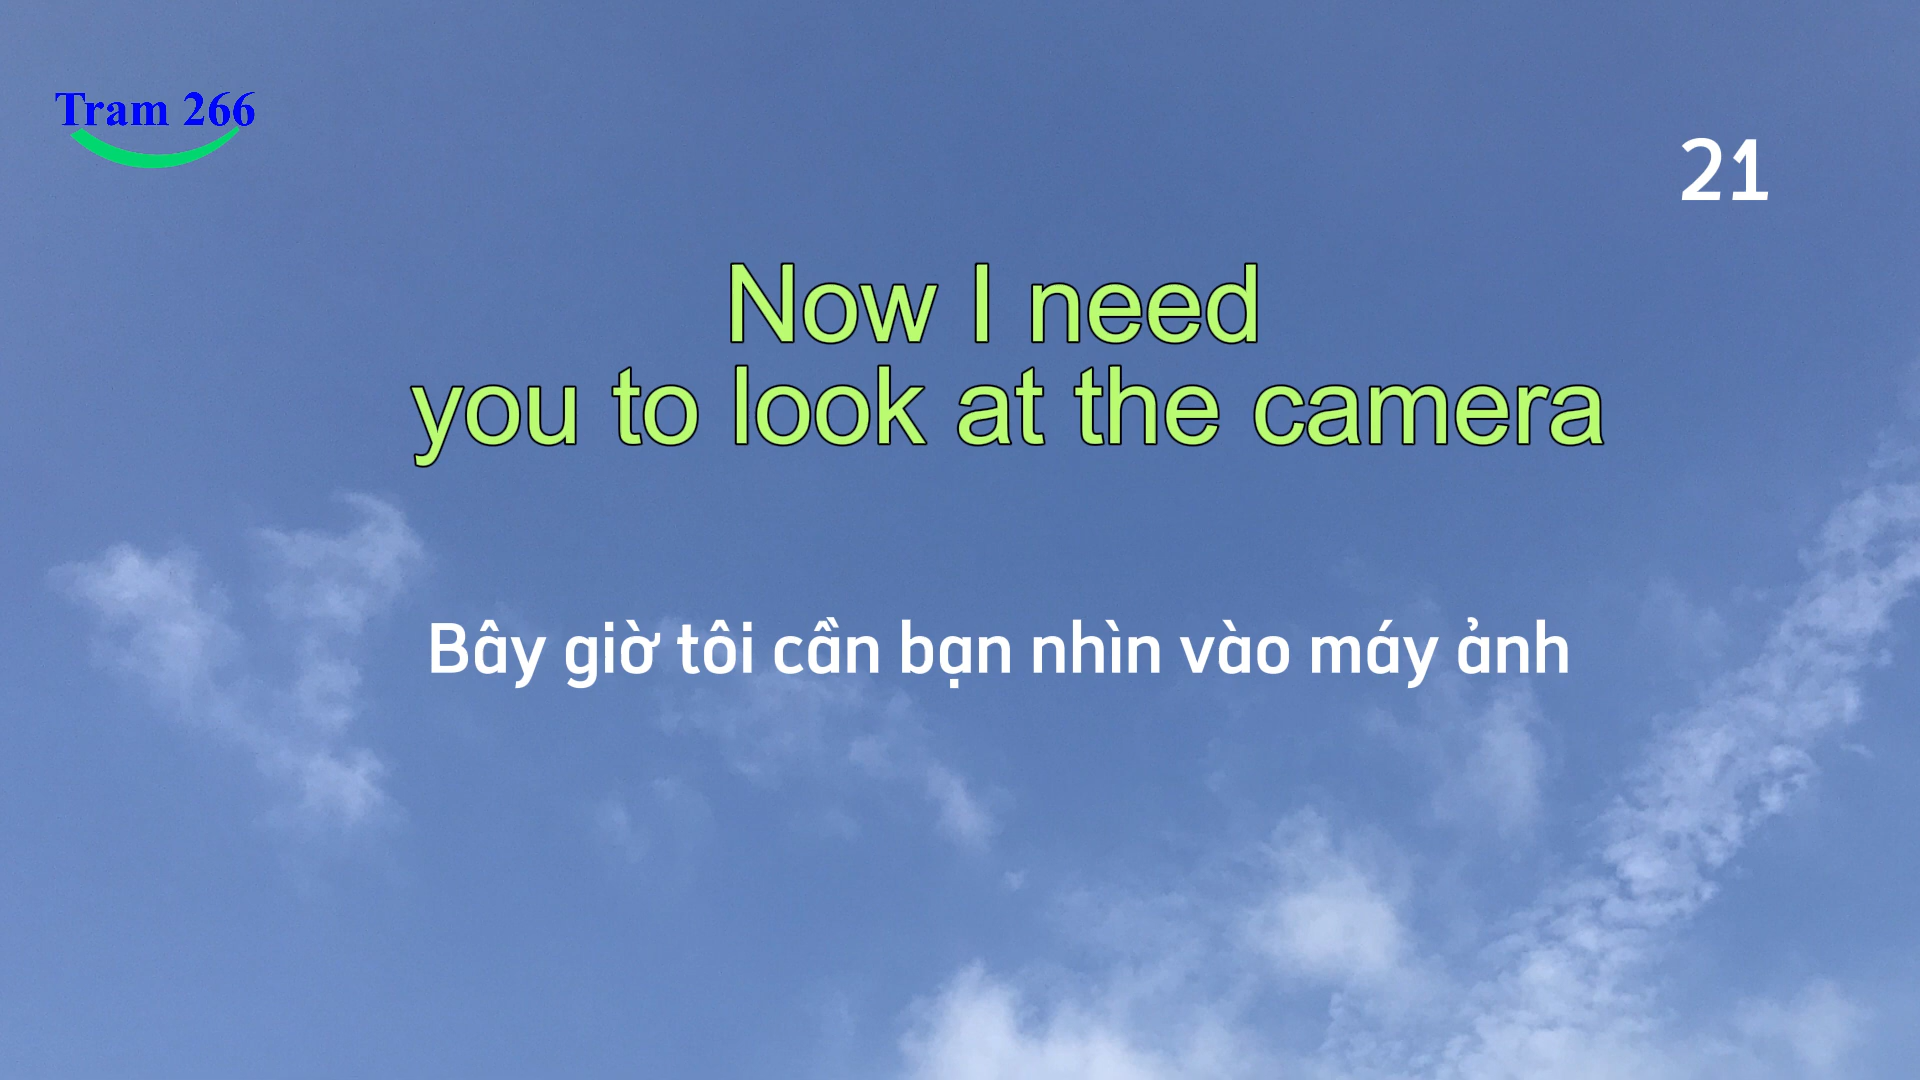 Tram 266
21
Now I need
you to look at the camera
Bây giờ tôi cần bạn nhìn vào máy ảnh